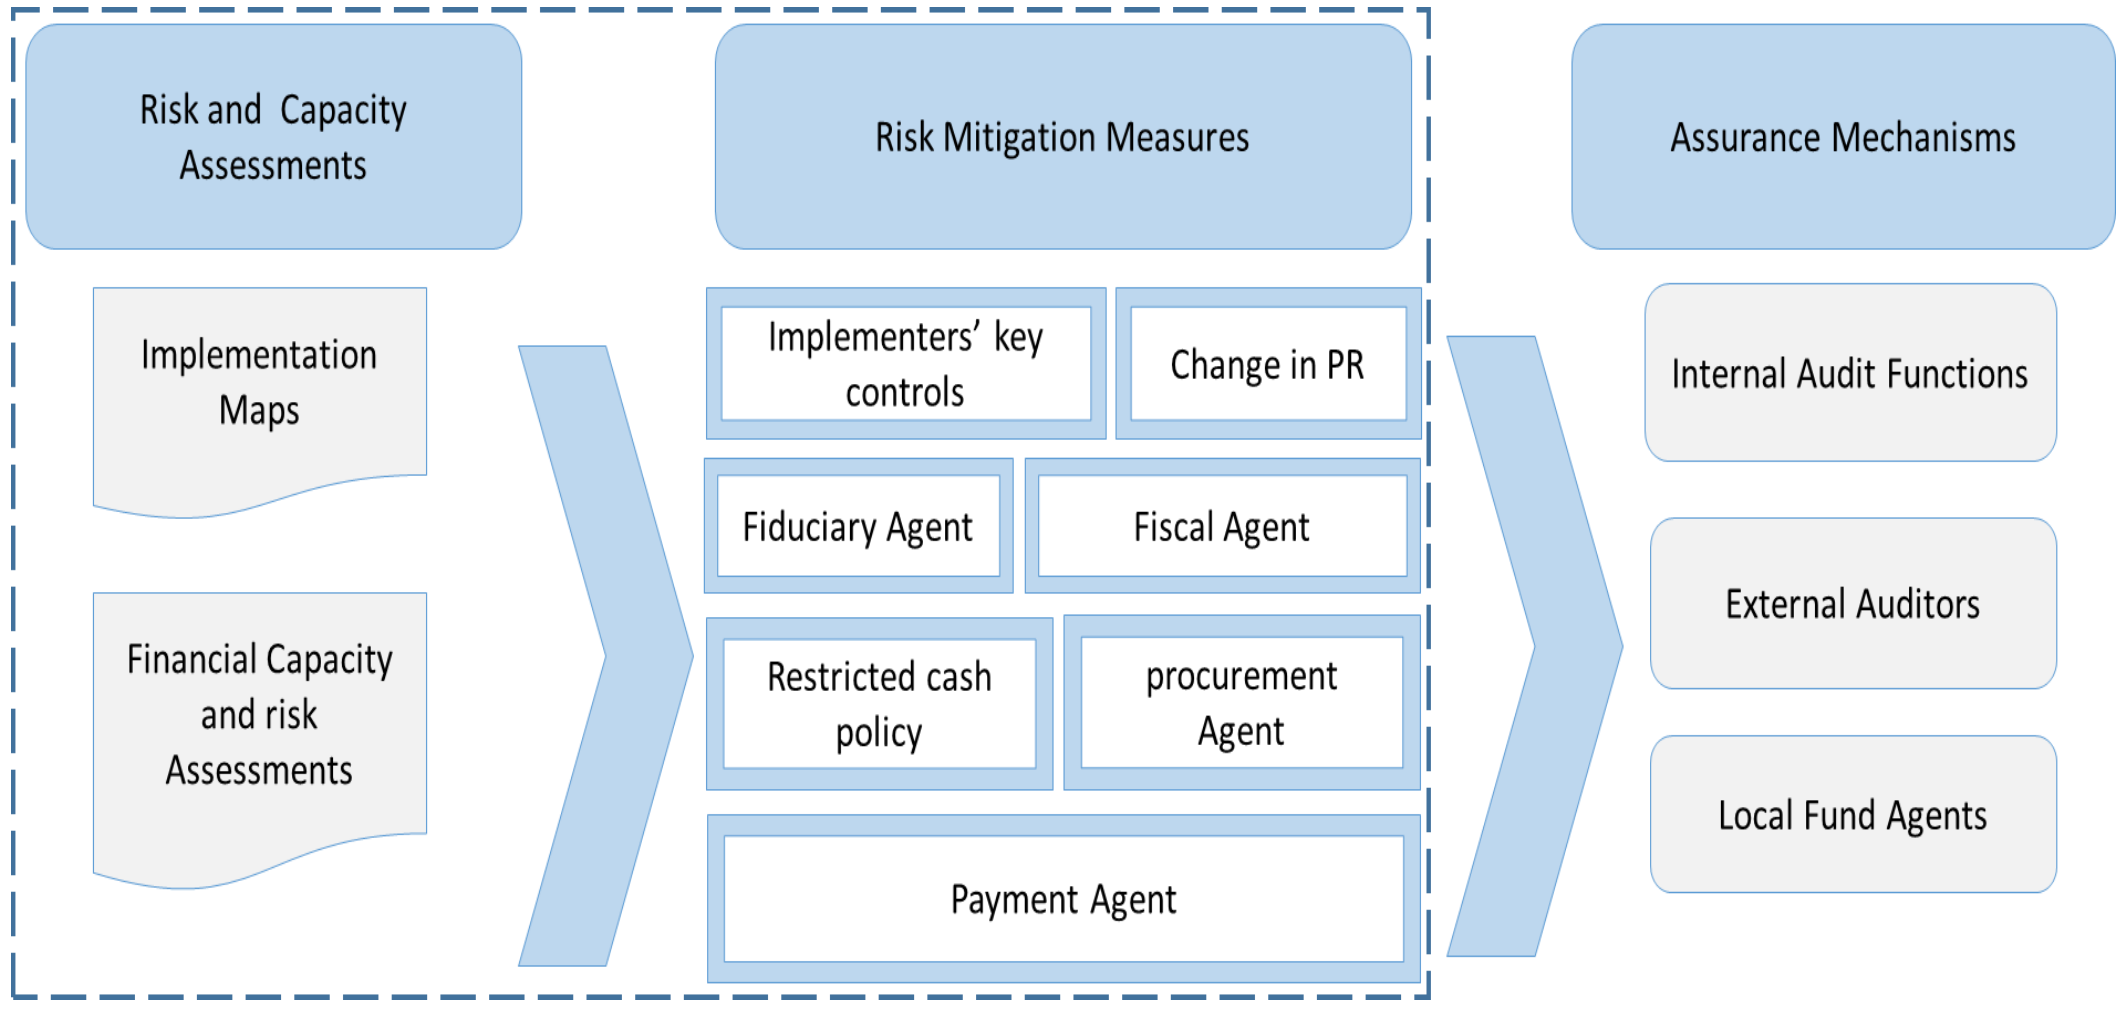 Risk and Capacity
Assessments
Risk Mitigation Measures
Assurance Mechanisms
Implementation
Maps
Financial Capacity
and risk
Assessments
Implementers’ key
controls
Change in PR
Fiduciary Agent
Fiscal Agent
Restricted cash
policy
procurement
Agent
Payment Agent
Internal Audit Functions
External Auditors
Local Fund Agents